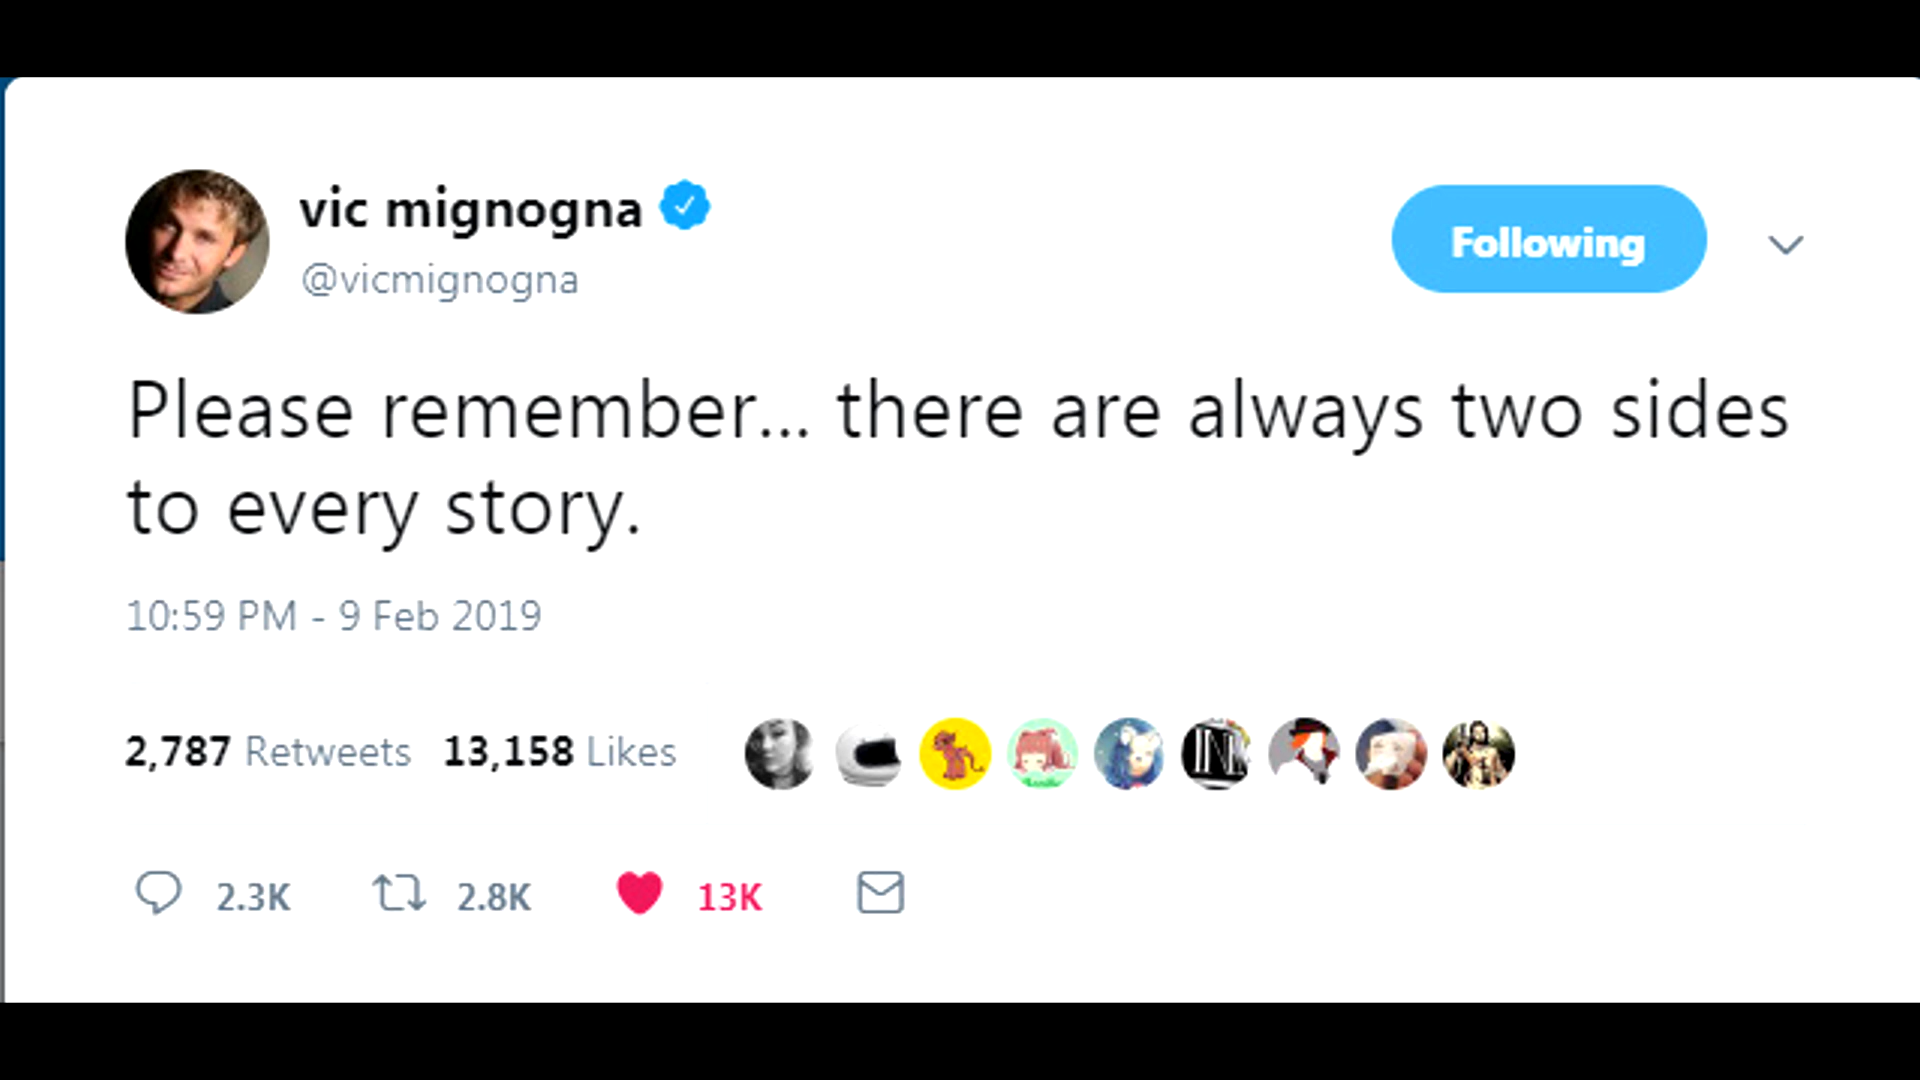 vic mignogna
@vicmignogna
Following
Please remember... there are always two sides
to every story.
10:59 PM - 9 Feb 2019
2,787 Retweets 13,158 Likes
INK
2.3K 2.8K 13K